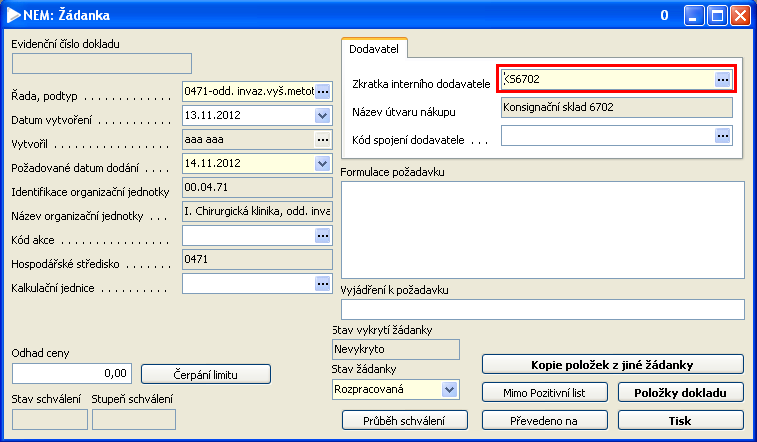 NEM: Žádanka 0
Evidenční číslo dokladu
Řada, podtyp . . . . . . . . . . . 0471-odd. invaz.vyš.metot ...
Datum vytvoření . . . . . . . . 13.11.2012
Vytvořil . . . . . . . . . . . . . . aaa aaa ...
Požadované datum dodání . . . . 14.11.2012
Identifikace organizační jednotky 00.04.71
Název organizační jednotky . . . I. Chirurgická klinika, odd. inva
Kód akce . . . . . . . . . . . . . . . . ...
Hospodářské středisko . . . . . . . 0471
Kalkulační jednice . . . . . . . . . . ...
Dodavatel
Zkratka interního dodavatele KS6702 ...
Název útvaru nákupu Konsignační sklad 6702
Kód spojení dodavatele . . . ...
Formulace požadavku
Vyjádření k požadavku
Stav vykrytí žádanky
Nevykryto
Stav žádanky
Rozpracovaná
Odhad ceny
0,00 Čerpání limitu
Stav schválení Stupeň schválení
Průběh schválení
Kopie položek z jiné žádanky
Mimo Pozitivní list Položky dokladu
Převedeno na Tisk